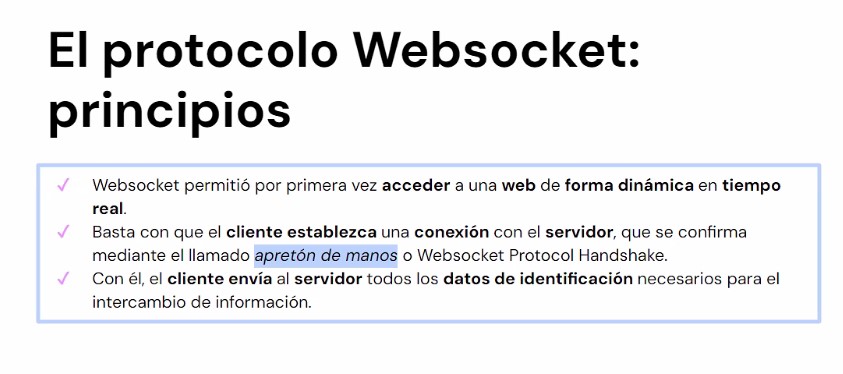 El protocolo Websocket:
principios
✓ Websocket permitió por primera vez acceder a una web de forma dinámica en tiempo
real.
✓ Basta con que el cliente establezca una conexión con el servidor, que se confirma
mediante el llamado apretón de manos o Websocket Protocol Handshake.
✓ Con él, el cliente envía al servidor todos los datos de identificación necesarios para el
intercambio de información.